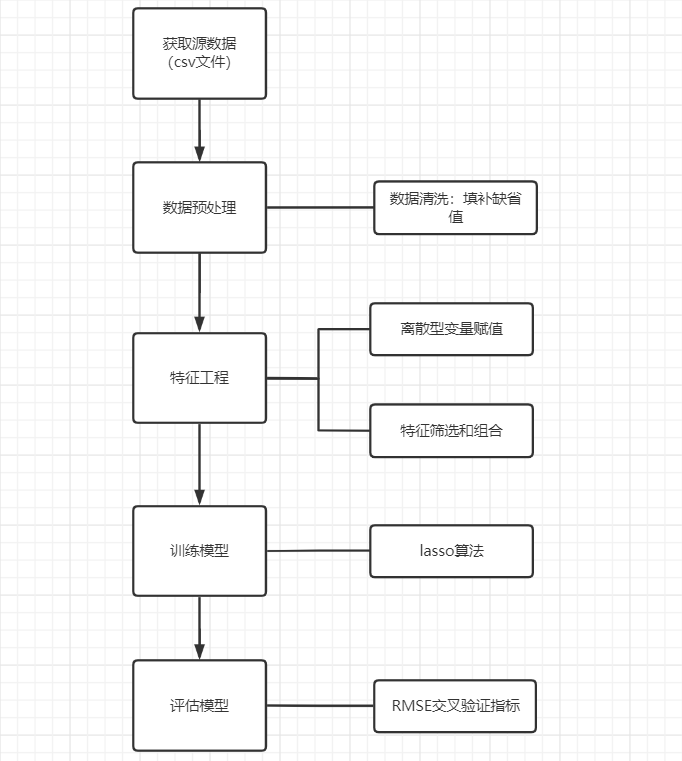 获取源数据
(csv文件)
数据预处理
数据清洗：填补缺省
值
特征工程
离散型变量赋值
特征筛选和组合
训练模型
lasso算法
评估模型
RMSE交叉验证指标